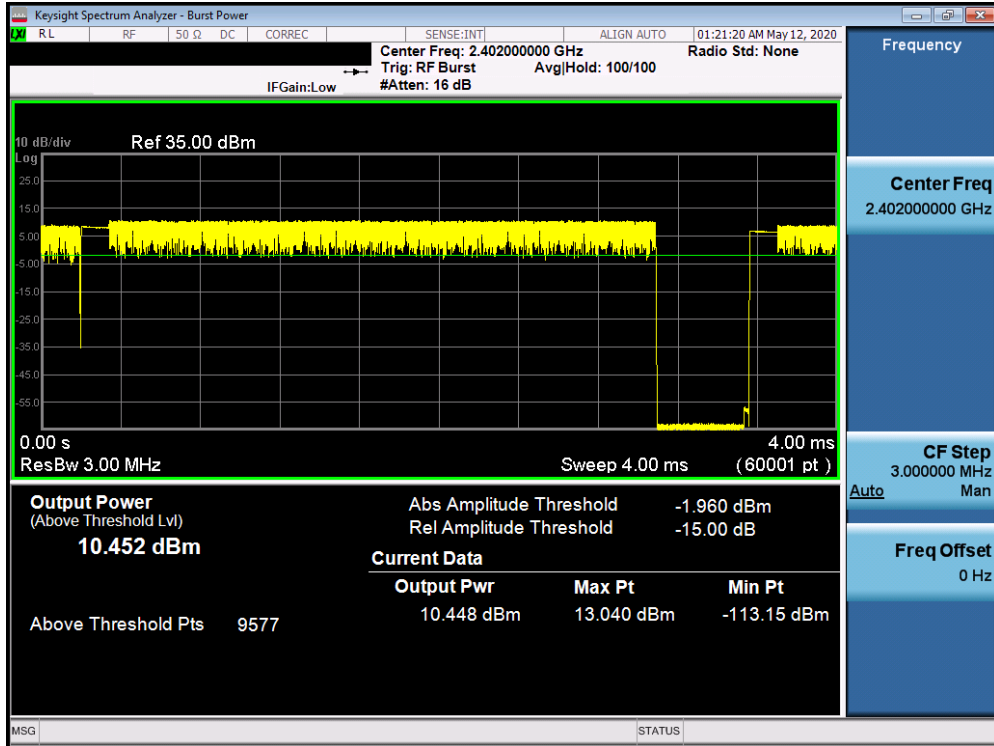 Keysight Spectrum Analyzer - Burst Power
LXI RL RF 50 Ω DC CORREC SENSE:INT ALIGN AUTO 01:21:20 AM May 12, 2020
Center Freq: 2.402000000 GHz Radio Std: None
Trig: RF Burst Avg|Hold: 100/100
IFGain:Low #Atten: 16 dB
Frequency
10 dB/div Ref 35.00 dBm
Log
25.0
15.0
5.00
-5.00
-15.0
-25.0
-35.0
-45.0
-55.0
0.00 s 4.00 ms
ResBw 3.00 MHz Sweep 4.00 ms (60001 pt)
Center Freq
2.402000000 GHz
CF Step
3.000000 MHz
Auto Man
Freq Offset
0 Hz
Output Power
(Above Threshold Lvl)
10.452 dBm
Above Threshold Pts 9577
Abs Amplitude Threshold -1.960 dBm
Rel Amplitude Threshold -15.00 dB
Current Data
Output Pwr Max Pt Min Pt
10.448 dBm 13.040 dBm -113.15 dBm
MSG STATUS